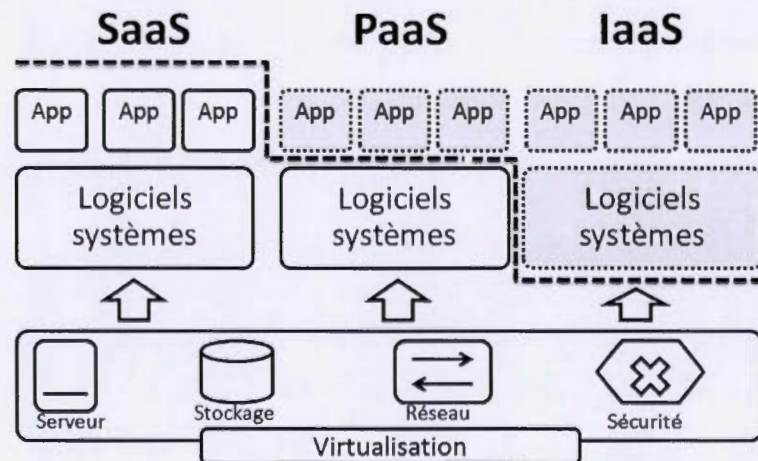 SaaS PaaS IaaS
App App App App App App App App App
Logiciels systèmes Logiciels systèmes Logiciels systèmes
Serveur Stockage Réseau Sécurité
Virtualisation